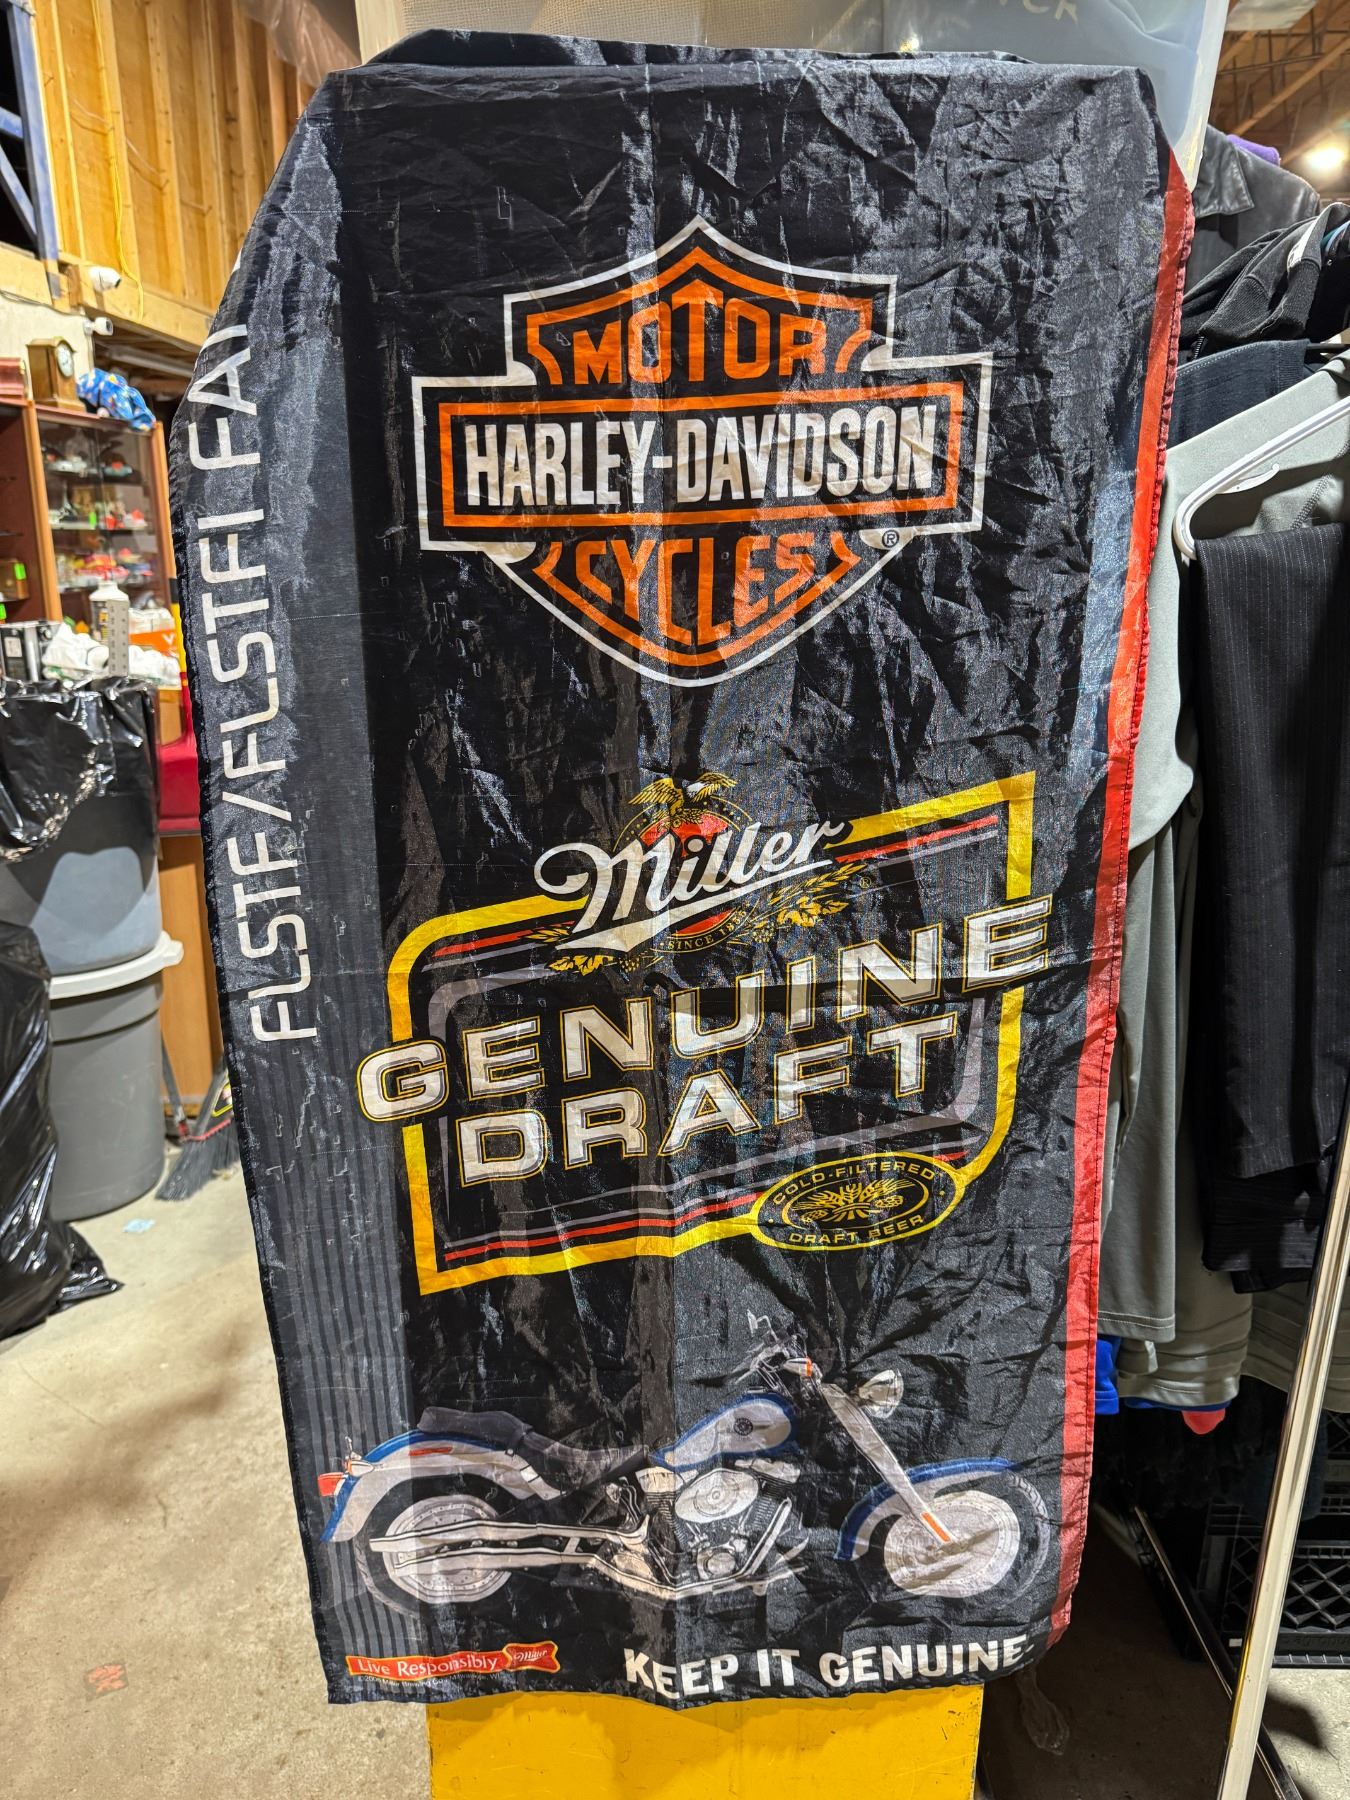 MOTOR
HARLEY-DAVIDSON
®
CYCLES
FLSTF/FLSTFI FA
Miller
®
GENUINE
DRAFT
COLD-FILTERED
DRAFT BEER
Live Responsibly Miller
KEEP IT GENUINE